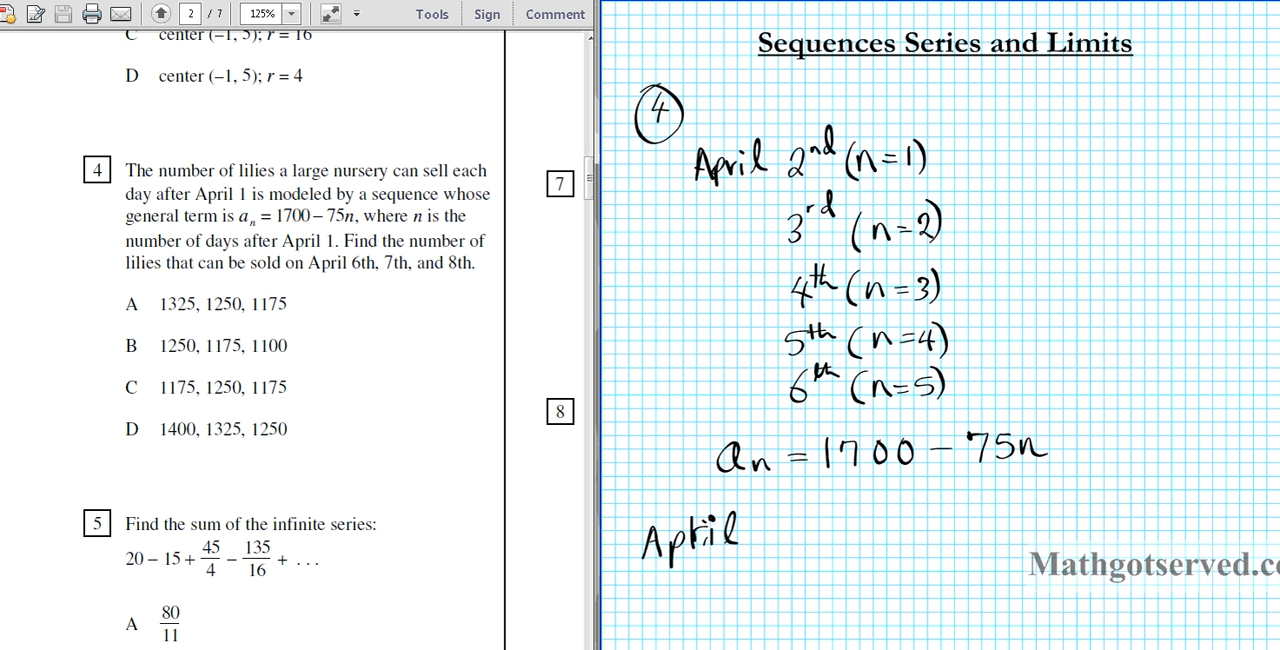 2 / 7 125% Tools Sign Comment
C center (–1, 5); r = 16
D center (–1, 5); r = 4
4 The number of lilies a large nursery can sell each
day after April 1 is modeled by a sequence whose
general term is aₙ = 1700 – 75n, where n is the
number of days after April 1. Find the number of
lilies that can be sold on April 6th, 7th, and 8th.
A 1325, 1250, 1175
B 1250, 1175, 1100
C 1175, 1250, 1175
D 1400, 1325, 1250
5 Find the sum of the infinite series:
20 – 15 + 45/4 – 135/16 + . . .
A 80/11
7
8
Sequences Series and Limits
4
April 2nd (n=1)
3rd (n=2)
4th (n=3)
5th (n=4)
6th (n=5)
aₙ = 1700 – 75n
April
Mathgotserved.co